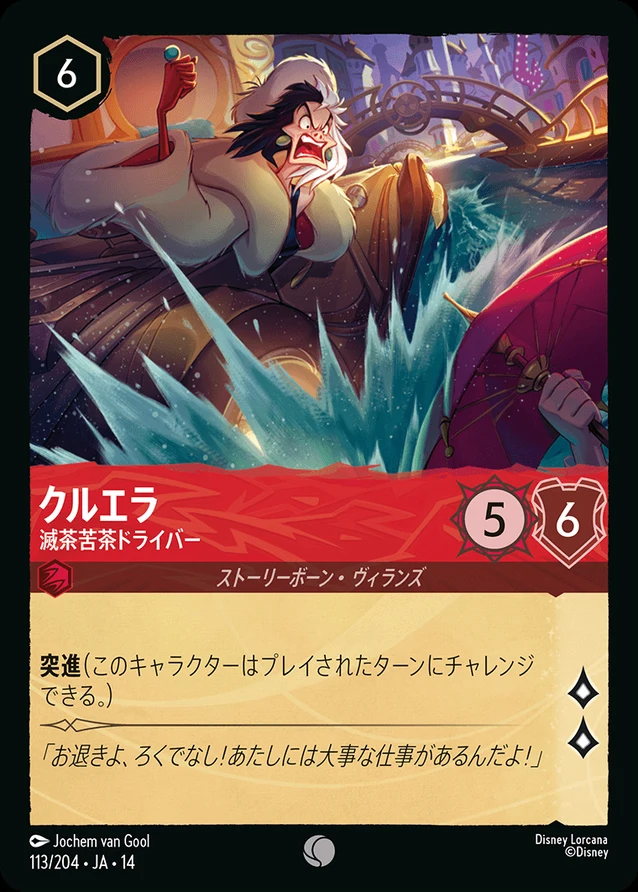 6
クルエラ
滅茶苦茶ドライバー
5
6
ストーリーボーン・ヴィランズ
突進(このキャラクターはプレイされたターンにチャレンジ
できる。)
「お退きよ、ろくでなし!あたしには大事な仕事があるんだよ!」
Jochem van Gool
113/204・JA・14
Disney Lorcana
©Disney